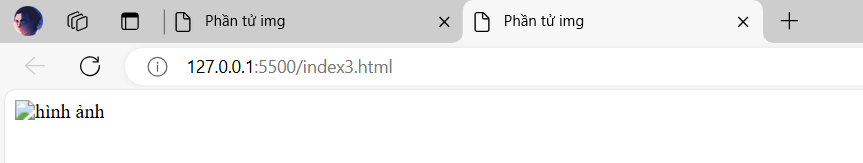 Phần tử img
Phần tử img
127.0.0.1:5500/index3.html
hình ảnh